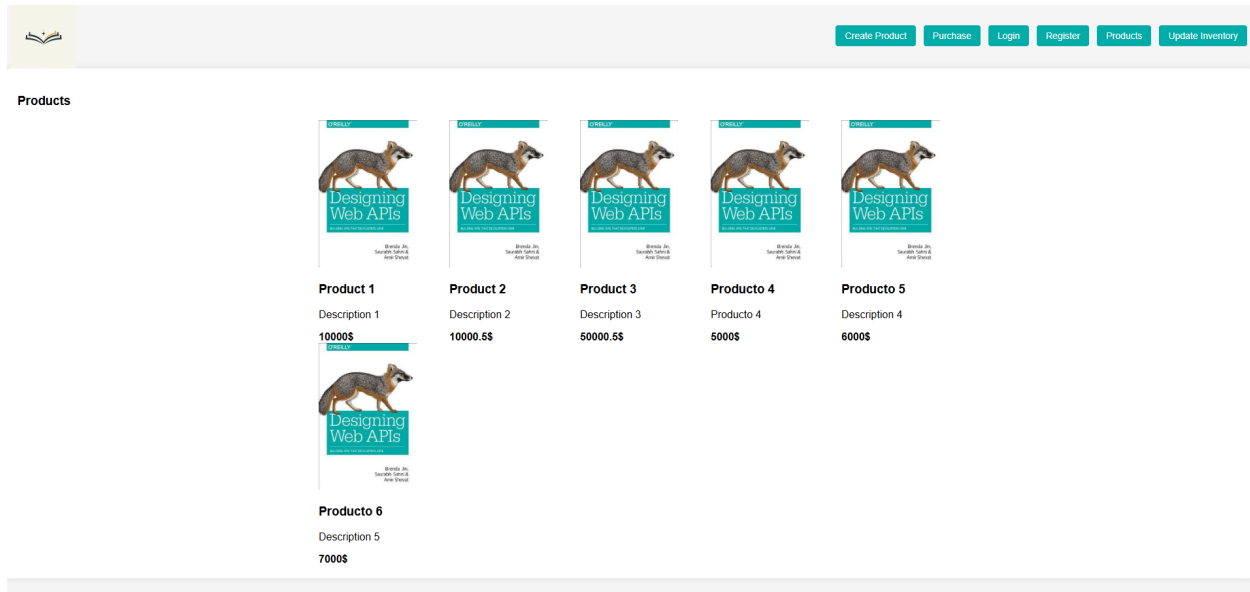 Create Product
Purchase
Login
Register
Products
Update Inventory
Products
O'REILLY
Designing
Web APIs
Brenda Jin,
Saurabh Sahni &
Amir Shevat
Product 1
Description 1
10000$
O'REILLY
Designing
Web APIs
Brenda Jin,
Saurabh Sahni &
Amir Shevat
Product 2
Description 2
10000.5$
O'REILLY
Designing
Web APIs
Brenda Jin,
Saurabh Sahni &
Amir Shevat
Product 3
Description 3
50000.5$
O'REILLY
Designing
Web APIs
Brenda Jin,
Saurabh Sahni &
Amir Shevat
Producto 4
Producto 4
5000$
O'REILLY
Designing
Web APIs
Brenda Jin,
Saurabh Sahni &
Amir Shevat
Producto 5
Description 4
6000$
O'REILLY
Designing
Web APIs
Brenda Jin,
Saurabh Sahni &
Amir Shevat
Producto 6
Description 5
7000$